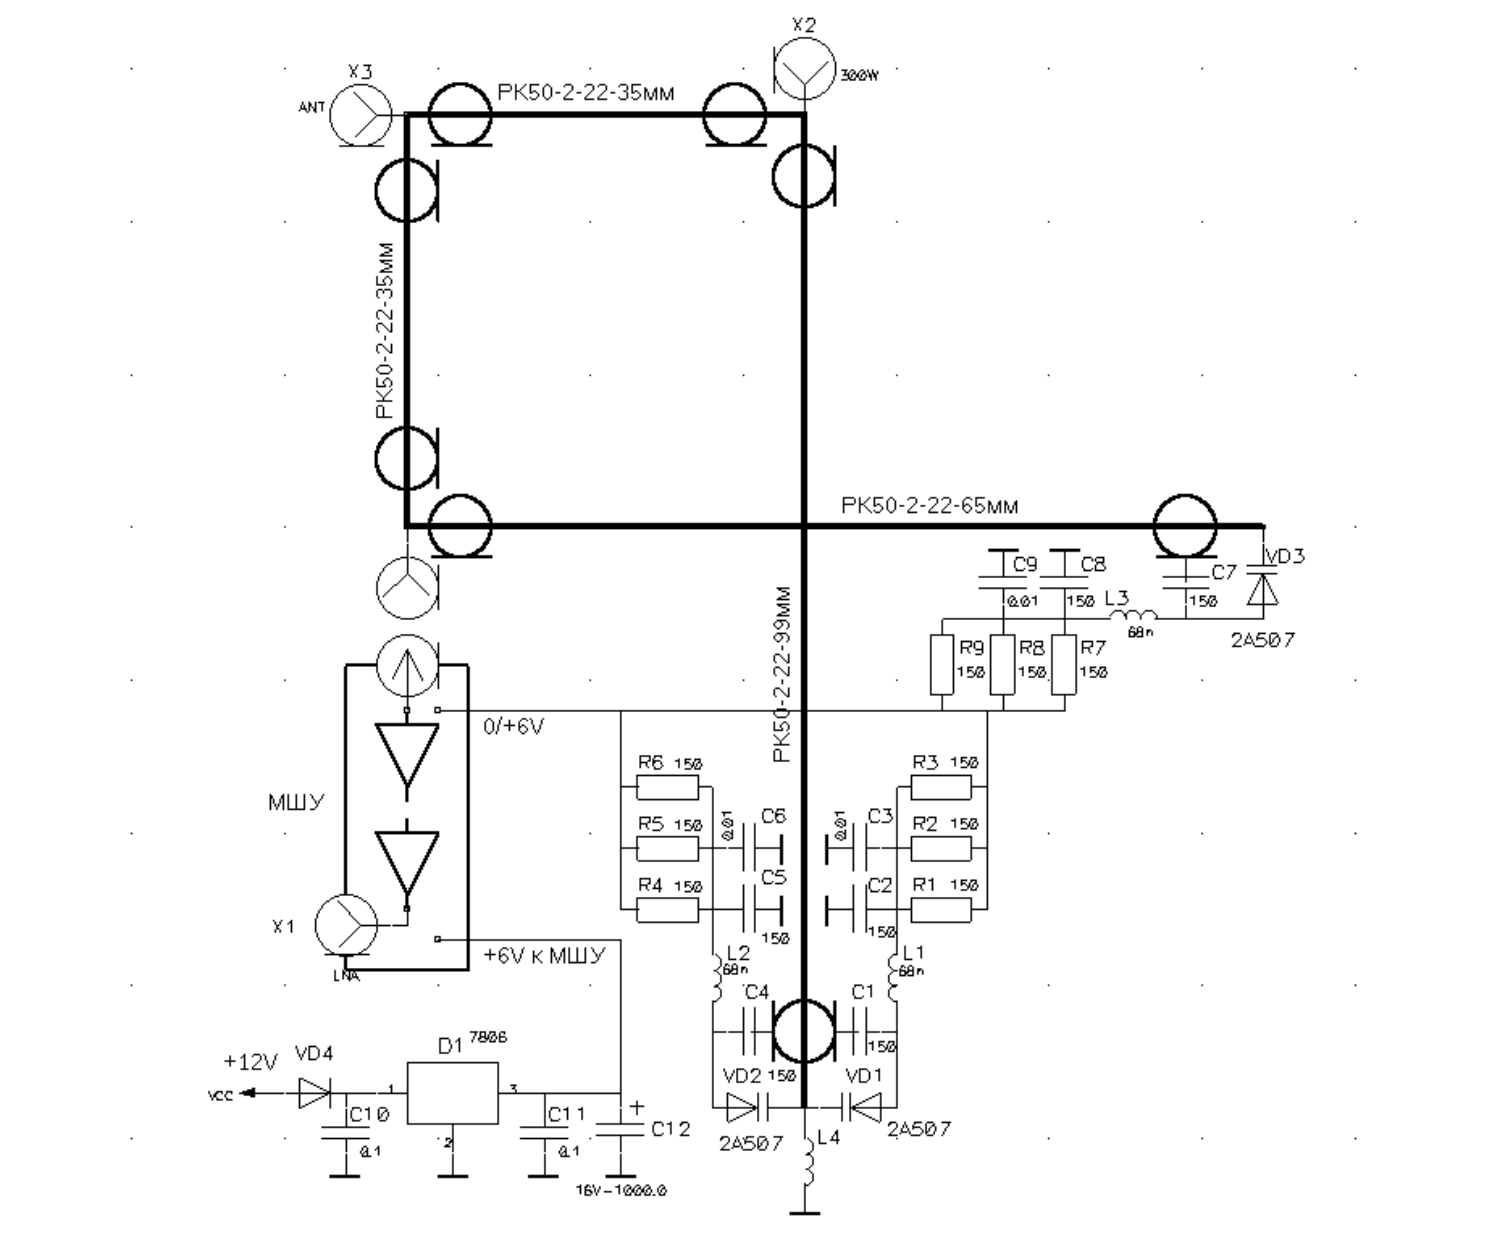 X2
300W
X3
ANT
РК50-2-22-35мм
РК50-2-22-35мм
РК50-2-22-65мм
РК50-2-22-99мм
VD3
2А507
C9
0.01
C8
150
L3
68n
C7
150
R9
150
R8
150
R7
150
0/+6V
МШУ
X1
LNA
+6V к МШУ
R6 150
R5 150
R4 150
0.01
C6
C5
150
R3 150
R2 150
R1 150
0.01
C3
C2
150
L2
68n
L1
68n
C4
150
C1
150
VD2
2А507
VD1
2А507
L4
+12V
VCC
VD4
D1 7806
1
3
2
C10
0.1
C11
0.1
+
C12
16V-1000.0